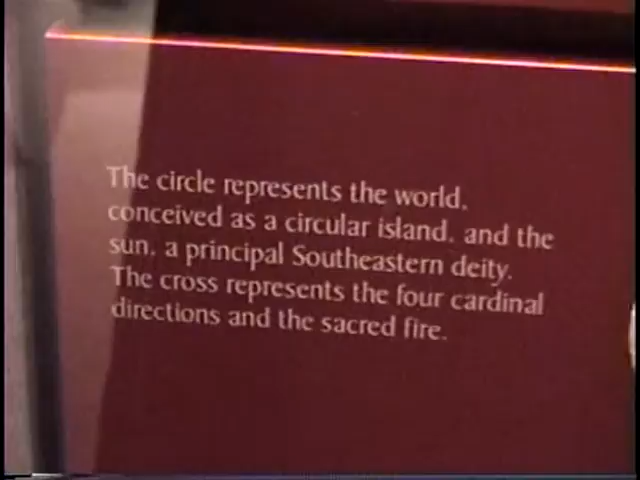 The circle represents the world,
conceived as a circular island, and the
sun, a principal Southeastern deity.
The cross represents the four cardinal
directions and the sacred fire.